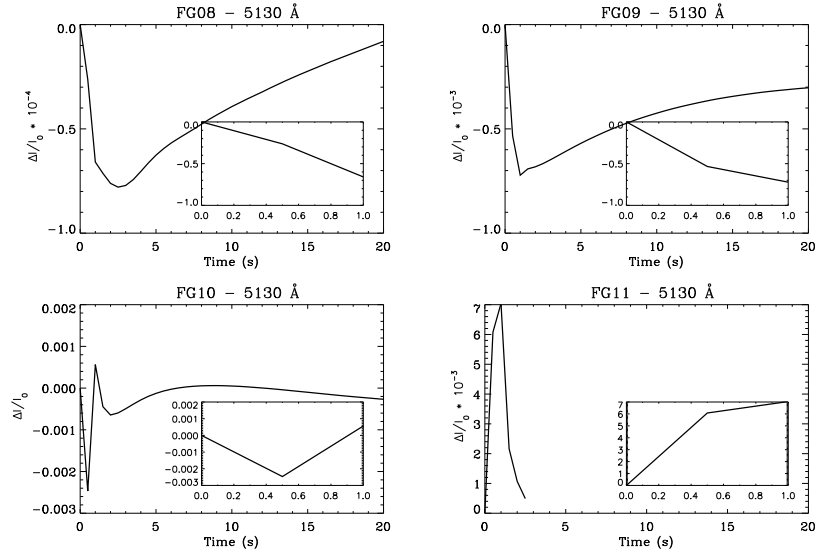 FG08 - 5130 Å
0.0
-0.5
-1.0
ΔI/I₀ * 10⁻⁴
0 5 10 15 20
Time (s)
0.0
-0.5
-1.0
0.0 0.2 0.4 0.6 0.8 1.0
FG09 - 5130 Å
0.0
-0.5
-1.0
ΔI/I₀ * 10⁻³
0 5 10 15 20
Time (s)
0.0
-0.5
-1.0
0.0 0.2 0.4 0.6 0.8 1.0
FG10 - 5130 Å
0.002
0.001
0.000
-0.001
-0.002
-0.003
ΔI/I₀
0 5 10 15 20
Time (s)
0.002
0.001
0.000
-0.001
-0.002
-0.003
0.0 0.2 0.4 0.6 0.8 1.0
FG11 - 5130 Å
7
6
5
4
3
2
1
0
ΔI/I₀ * 10⁻³
0 5 10 15 20
Time (s)
7
6
5
4
3
2
1
0
0.0 0.2 0.4 0.6 0.8 1.0